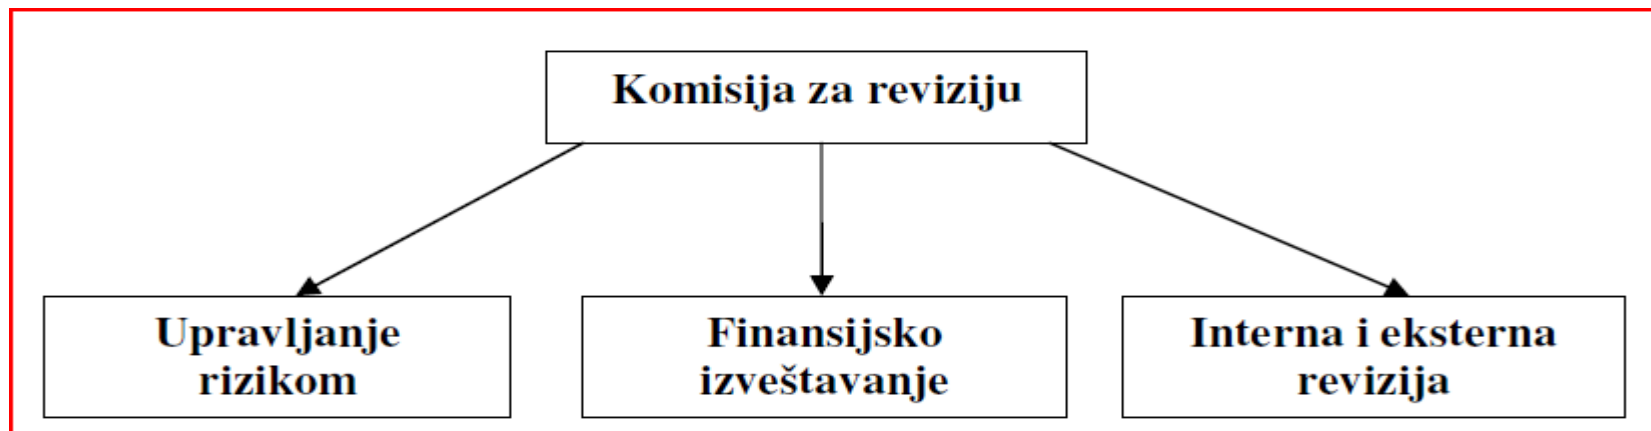 Komisija za reviziju
Upravljanje
rizikom
Finansijsko
izveštavanje
Interna i eksterna
revizija